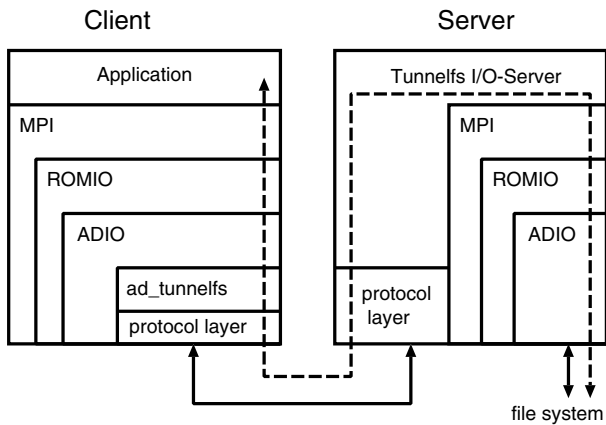 Client
Server
Application
MPI
ROMIO
ADIO
ad_tunnelfs
protocol layer
Tunnelfs I/O-Server
MPI
ROMIO
ADIO
protocol
layer
file system